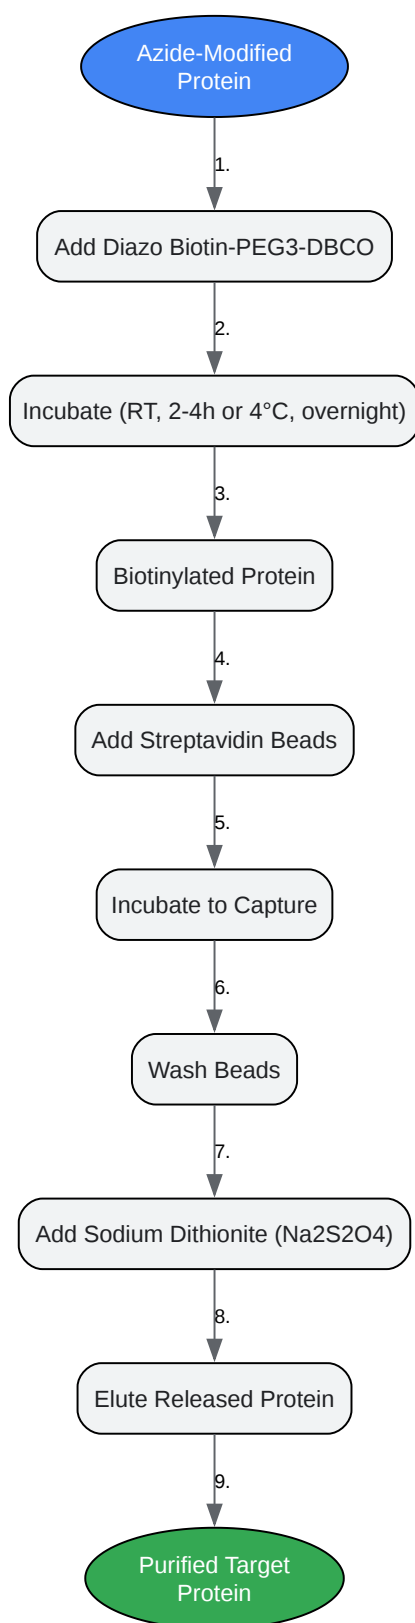 Azide-Modified
Protein
1.
Add Diazo Biotin-PEG3-DBCO
2.
Incubate (RT, 2-4h or 4°C, overnight)
3.
Biotinylated Protein
4.
Add Streptavidin Beads
5.
Incubate to Capture
6.
Wash Beads
7.
Add Sodium Dithionite (Na2S2O4)
8.
Elute Released Protein
9.
Purified Target
Protein